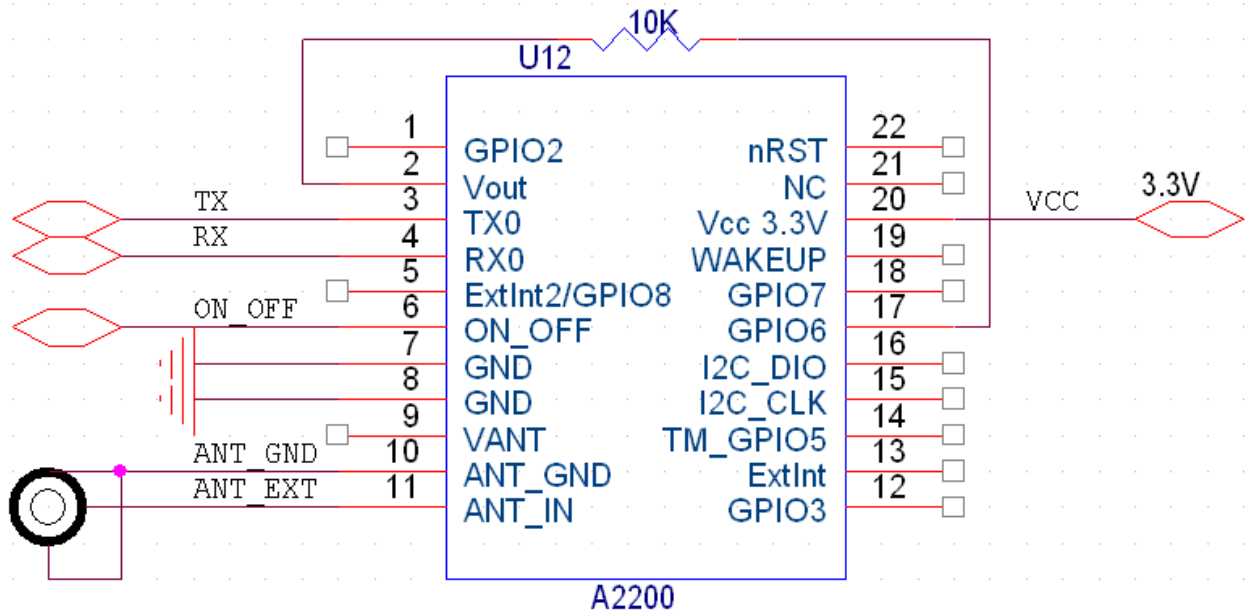 10K
U12
1 GPIO2 nRST 22
2 Vout NC 21
TX 3 TX0 Vcc 3.3V 20 VCC 3.3V
RX 4 RX0 WAKEUP 19
5 ExtInt2/GPIO8 GPIO7 18
ON_OFF 6 ON_OFF GPIO6 17
7 GND I2C_DIO 16
8 GND I2C_CLK 15
9 VANT TM_GPIO5 14
ANT_GND 10 ANT_GND ExtInt 13
ANT_EXT 11 ANT_IN GPIO3 12
A2200